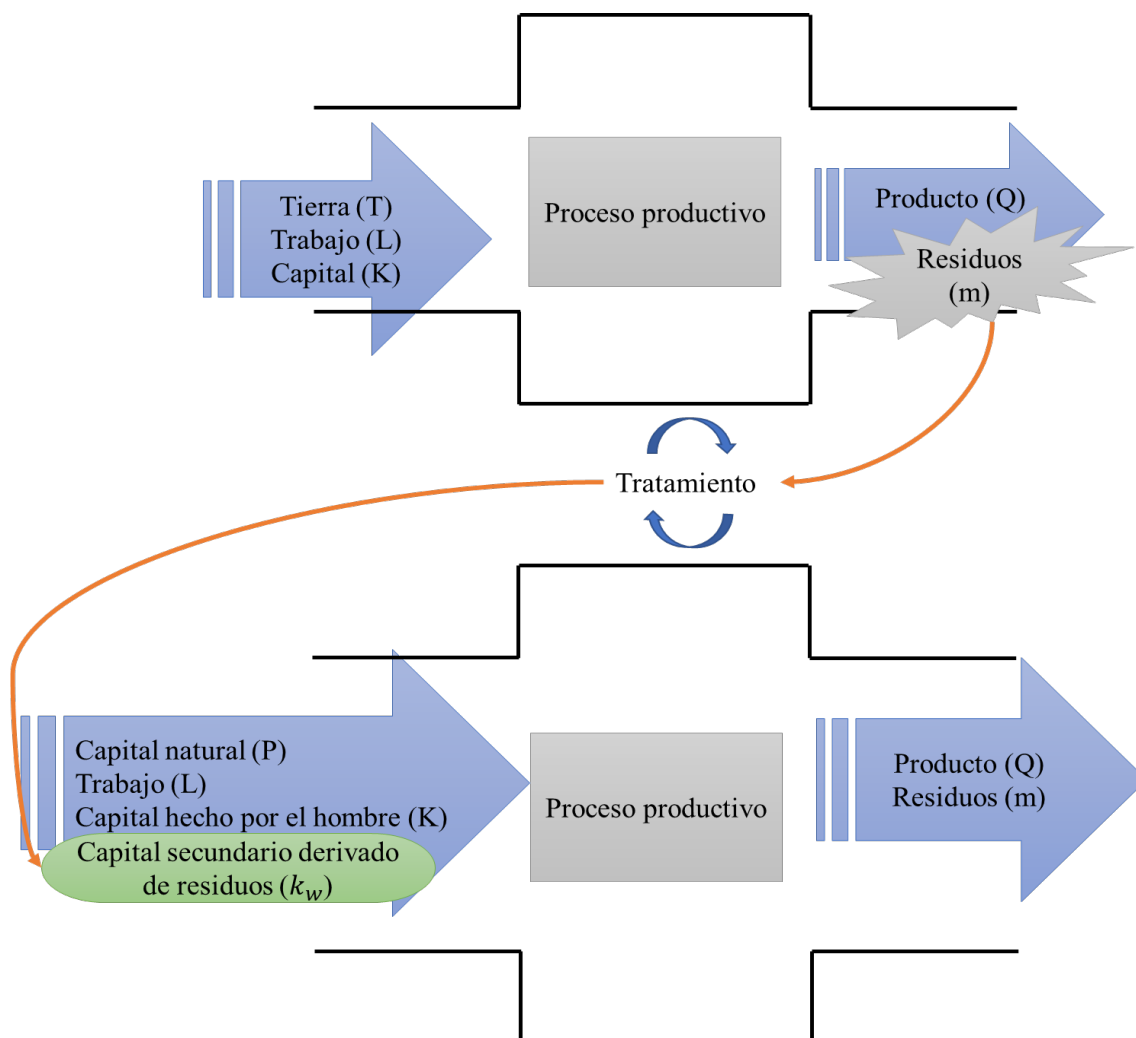 Tierra (T)
Trabajo (L)
Capital (K)
Proceso productivo
Producto (Q)
Residuos
(m)
Tratamiento
Capital natural (P)
Trabajo (L)
Capital hecho por el hombre (K)
Capital secundario derivado
de residuos (k_w)
Proceso productivo
Producto (Q)
Residuos (m)